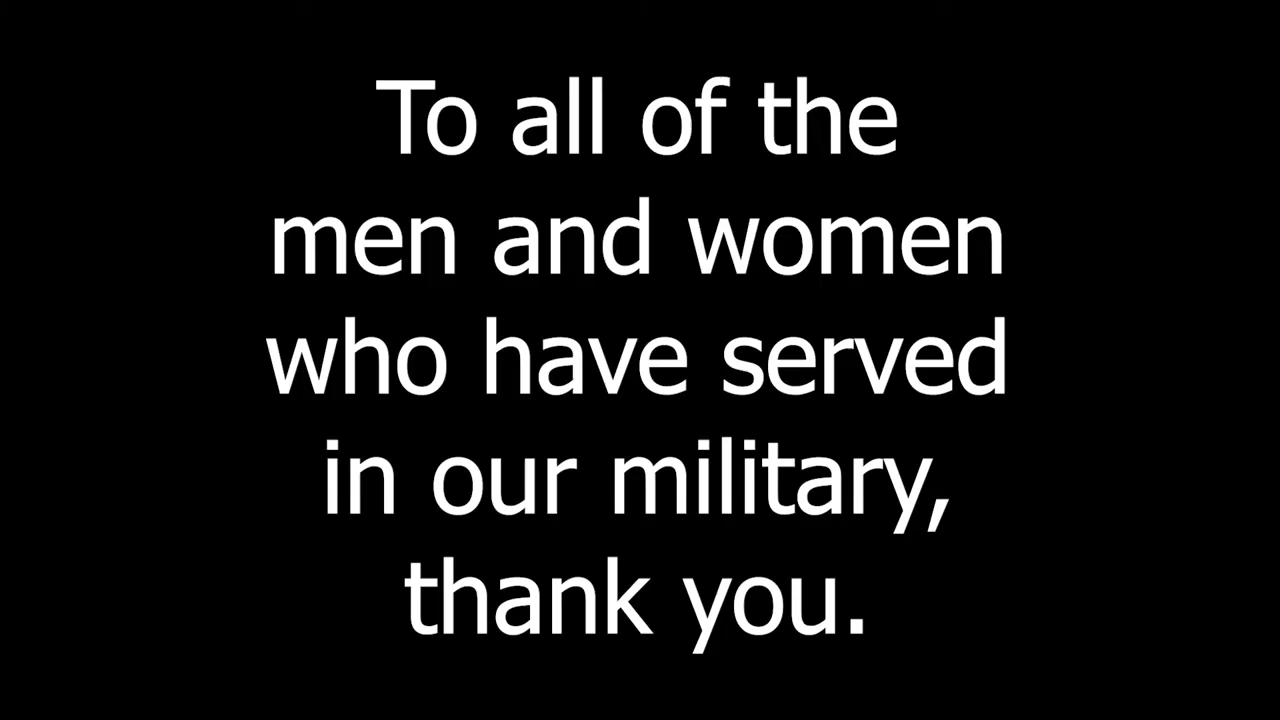 To all of the
men and women
who have served
in our military,
thank you.